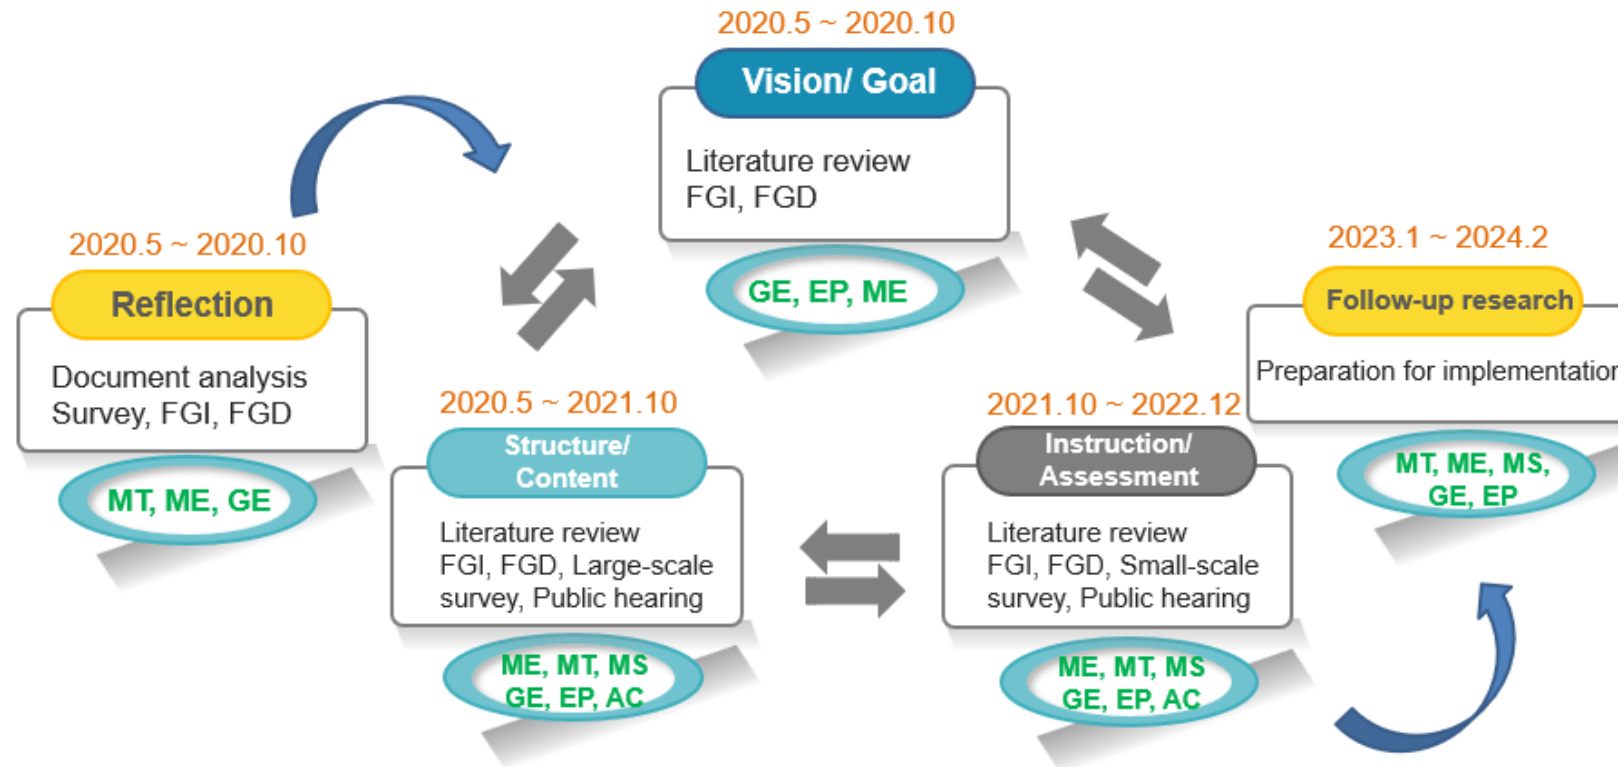 2020.5 ~ 2020.10
Vision/ Goal
Literature review
FGI, FGD
GE, EP, ME
2020.5 ~ 2020.10
Reflection
Document analysis
Survey, FGI, FGD
MT, ME, GE
2020.5 ~ 2021.10
Structure/
Content
Literature review
FGI, FGD, Large-scale
survey, Public hearing
ME, MT, MS
GE, EP, AC
2021.10 ~ 2022.12
Instruction/
Assessment
Literature review
FGI, FGD, Small-scale
survey, Public hearing
ME, MT, MS
GE, EP, AC
2023.1 ~ 2024.2
Follow-up research
Preparation for implementation
MT, ME, MS,
GE, EP